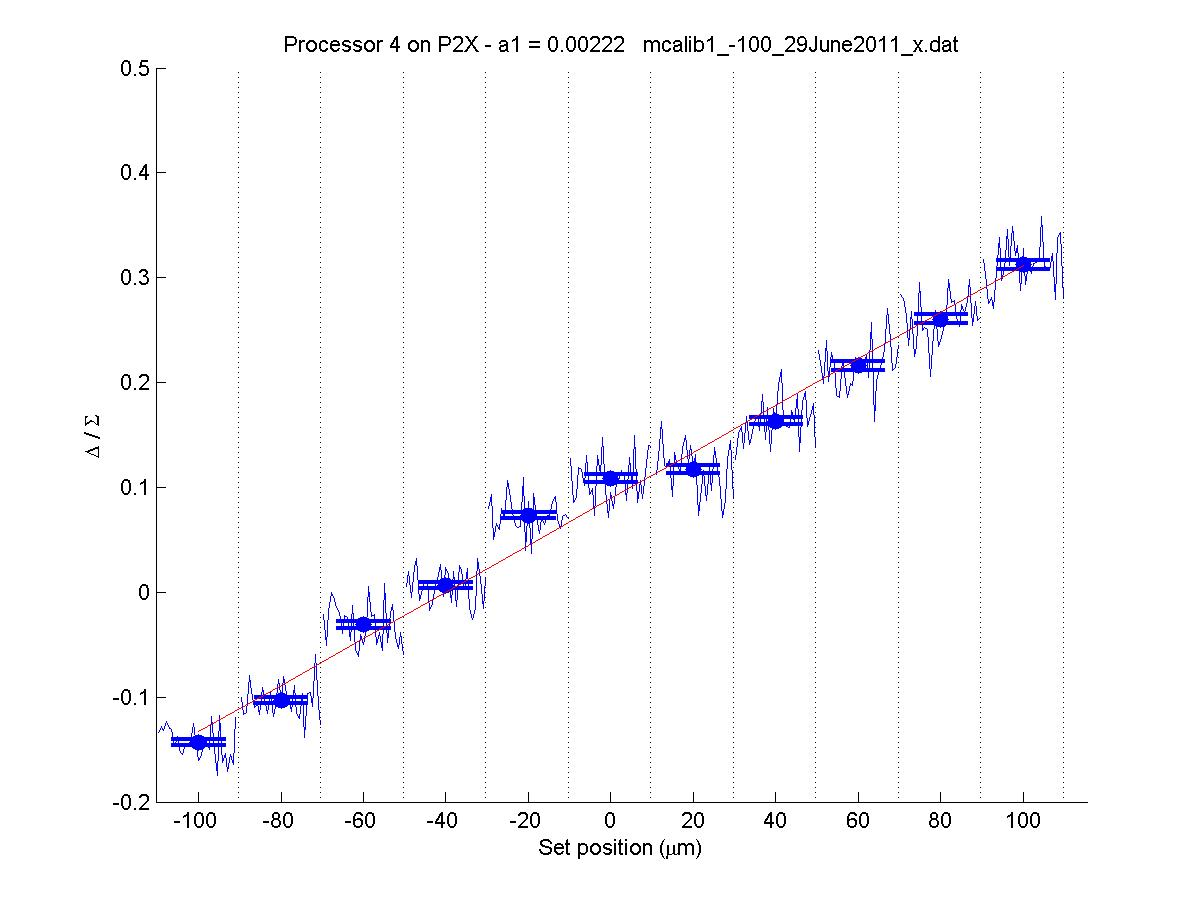 Processor 4 on P2X - a1 = 0.00222   mcalib1_-100_29June2011_x.dat
0.5
0.4
0.3
0.2
0.1
0
-0.1
-0.2
Δ / Σ
-100 -80 -60 -40 -20 0 20 40 60 80 100
Set position (μm)